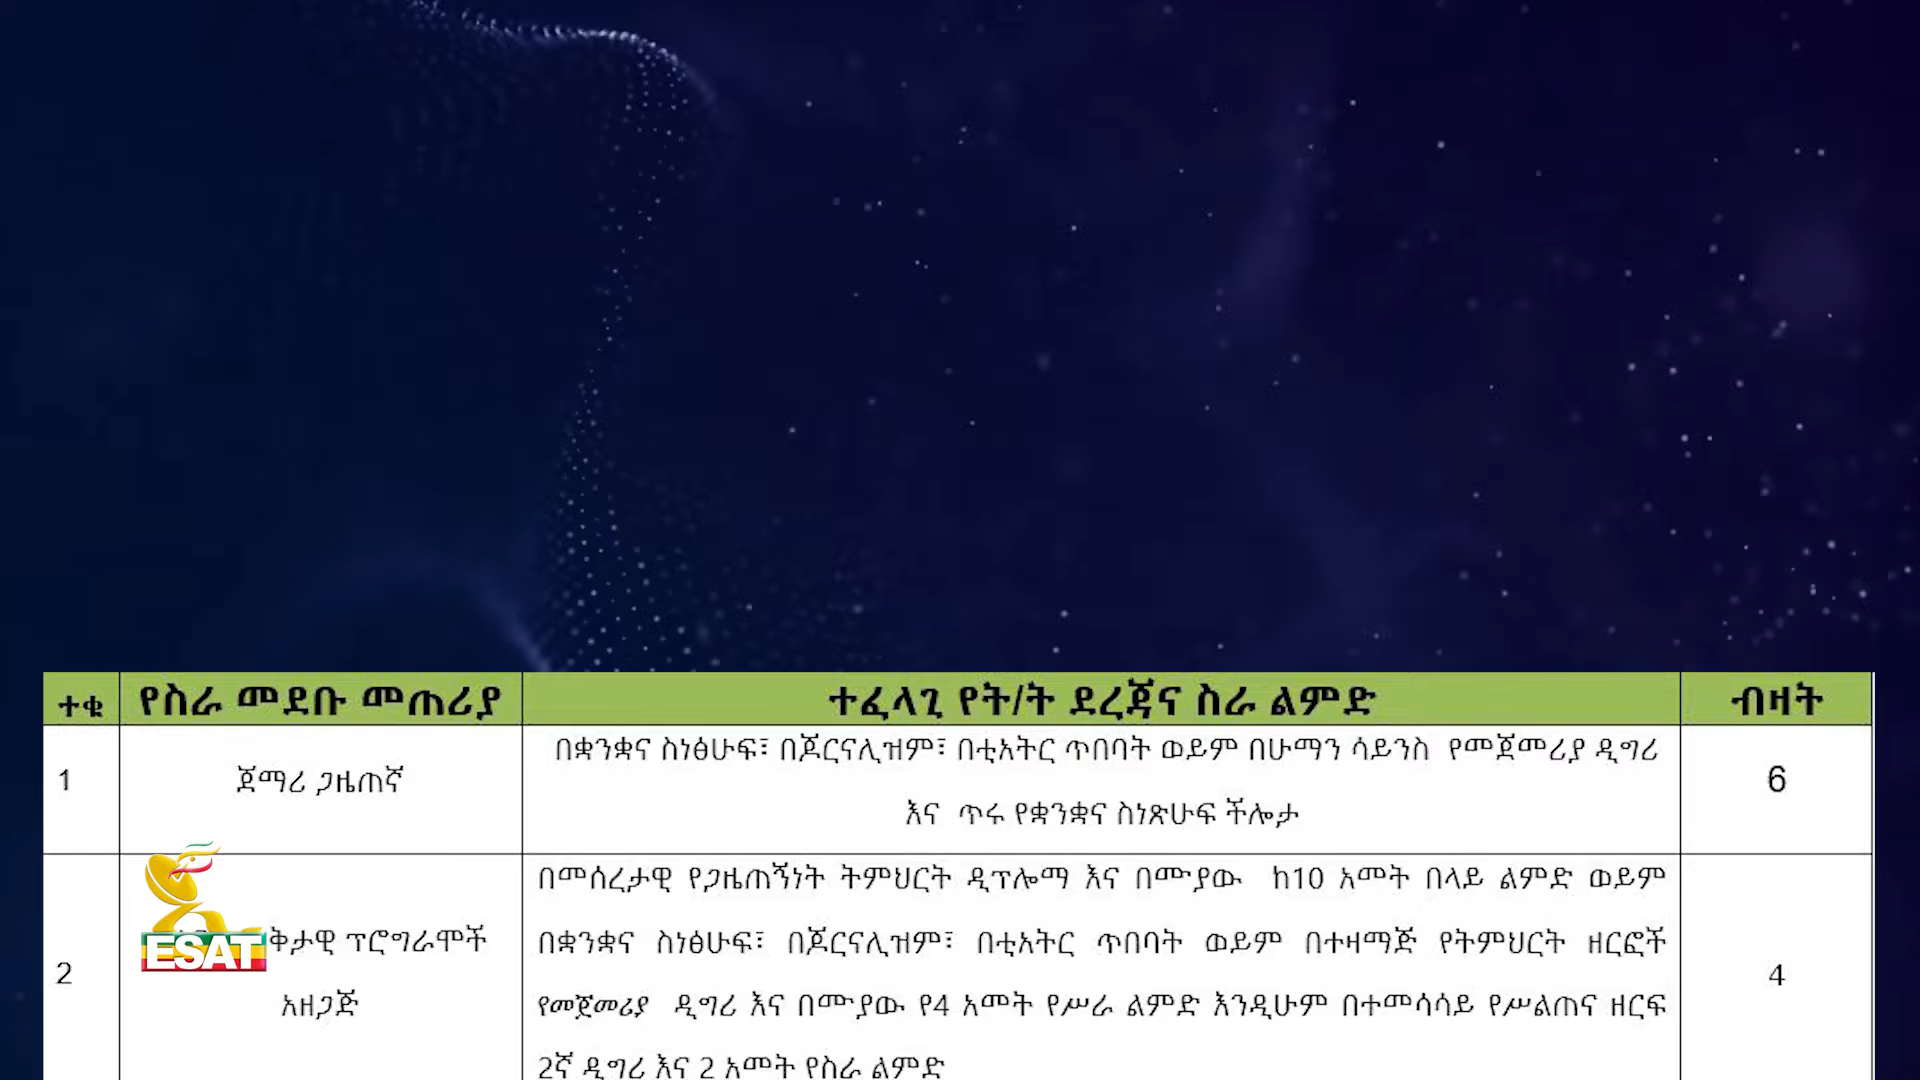 ተቁ የስራ መደቡ መጠሪያ ተፈላጊ የት/ት ደረጃና ስራ ልምድ ብዛት
1 ጀማሪ ጋዜጠኛ በቋንቋና ስነፅሁፍ፣ በጆርናሊዝም፣ በቲአትር ጥበባት ወይም በሁማን ሳይንስ የመጀመሪያ ዲግሪ 6
እና ጥሩ የቋንቋና ስነጽሁፍ ችሎታ
2 ፕሮግራሞች
አዘጋጅ
በመሰረታዊ የጋዜጠኝነት ትምህርት ዲፕሎማ እና በሙያው ከ10 አመት በላይ ልምድ ወይም
በቋንቋና ስነፅሁፍ፣ በጆርናሊዝም፣ በቲአትር ጥበባት ወይም በተዛማጅ የትምህርት ዘርፎች
የመጀመሪያ ዲግሪ እና በሙያው የ4 አመት የሥራ ልምድ እንዲሁም በተመሳሳይ የሥልጠና ዘርፍ
2ኛ ዲግሪ እና 2 አመት የስራ ልምድ
4
ESAT